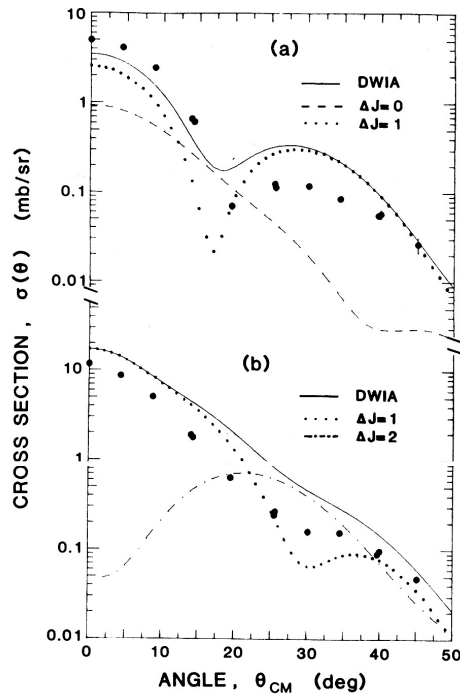 10
(a)
DWIA
1
ΔJ=0
ΔJ=1
0.1
0.01
CROSS SECTION , σ(θ) (mb/sr)
(b)
10
DWIA
ΔJ=1
1
ΔJ=2
0.1
0.01
0 10 20 30 40 50
ANGLE , θCM (deg)